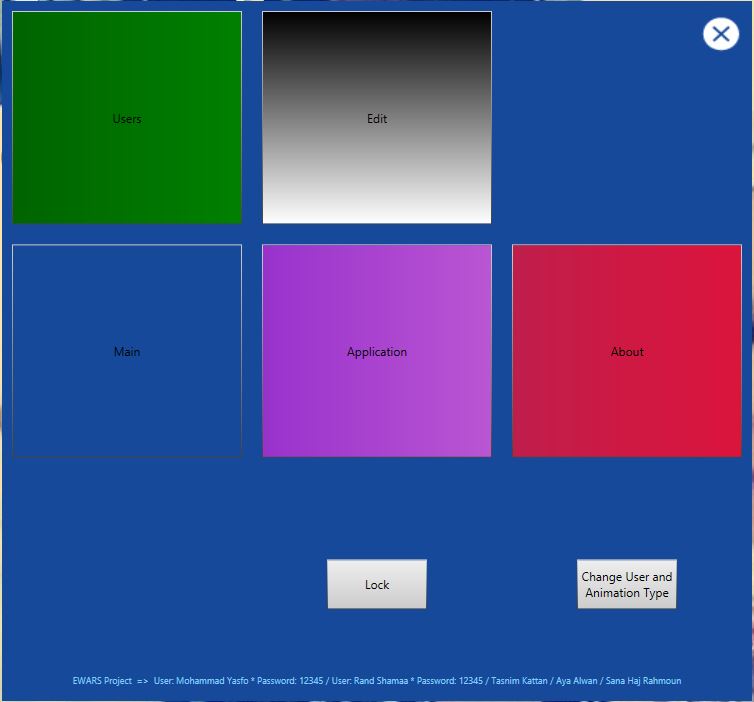 Users
Edit
Main
Application
About
Lock
Change User and
Animation Type
EWARS Project => User: Mohammad Yasfo * Password: 12345 / User: Rand Shamaa * Password: 12345 / Tasnim Kattan / Aya Alwan / Sana Haj Rahmoun